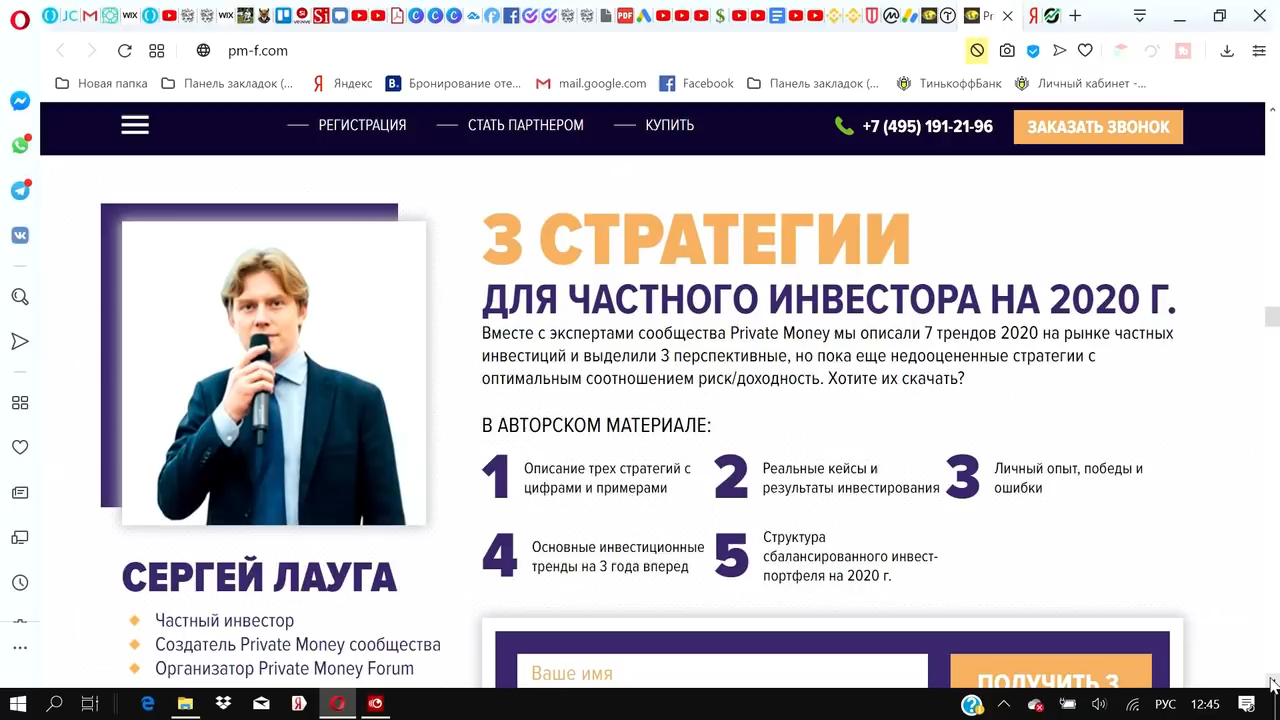 Pr
pm-f.com
Новая папка
Панель закладок (...
Яндекс
Бронирование оте...
mail.google.com
Facebook
Панель закладок (...
ТинькоффБанк
Личный кабинет -...
РЕГИСТРАЦИЯ
СТАТЬ ПАРТНЕРОМ
КУПИТЬ
+7 (495) 191-21-96
ЗАКАЗАТЬ ЗВОНОК
3 СТРАТЕГИИ
ДЛЯ ЧАСТНОГО ИНВЕСТОРА НА 2020 Г.
Вместе с экспертами сообщества Private Money мы описали 7 трендов 2020 на рынке частных
инвестиций и выделили 3 перспективные, но пока еще недооцененные стратегии с
оптимальным соотношением риск/доходность. Хотите их скачать?
В АВТОРСКОМ МАТЕРИАЛЕ:
1
Описание трех стратегий с
цифрами и примерами
2
Реальные кейсы и
результаты инвестирования
3
Личный опыт, победы и
ошибки
4
Основные инвестиционные
тренды на 3 года вперед
5
Структура
сбалансированного инвест-
портфеля на 2020 г.
СЕРГЕЙ ЛАУГА
Частный инвестор
Создатель Private Money сообщества
Организатор Private Money Forum
Ваше имя
ПОЛУЧИТЬ 3
РУС
12:45